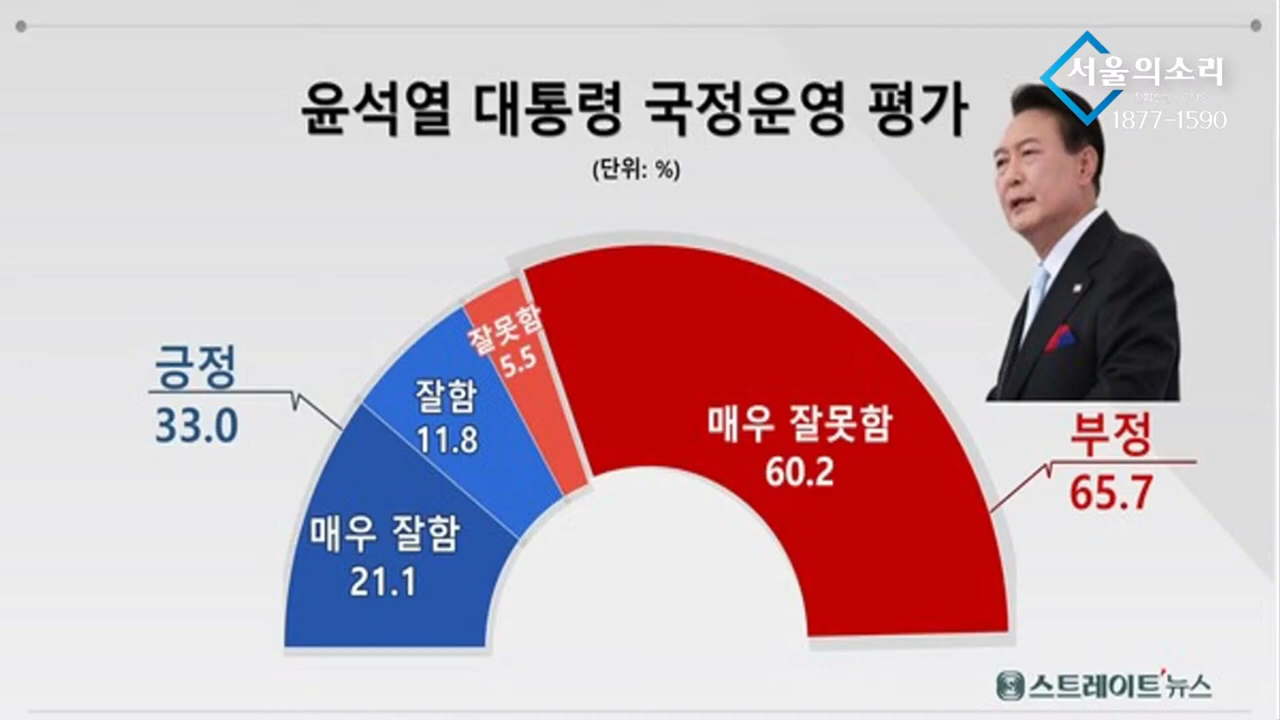 서울의소리
1877-1590
윤석열 대통령 국정운영 평가
(단위: %)
긍정
33.0
매우 잘함
21.1
잘함
11.8
잘못함
5.5
매우 잘못함
60.2
부정
65.7
스트레이트뉴스